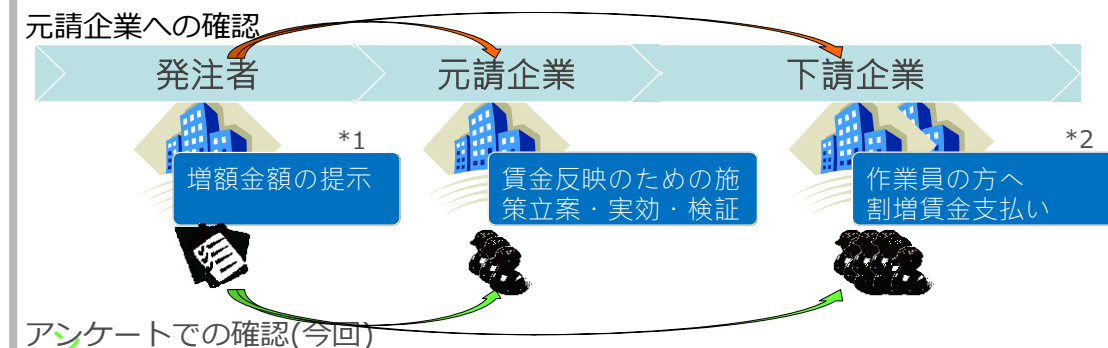 元請企業への確認
発注者
元請企業
下請企業
*1
*2
増額金額の提示
賃金反映のための施
策立案・実効・検証
作業員の方へ
割増賃金支払い
アンケートでの確認(今回)